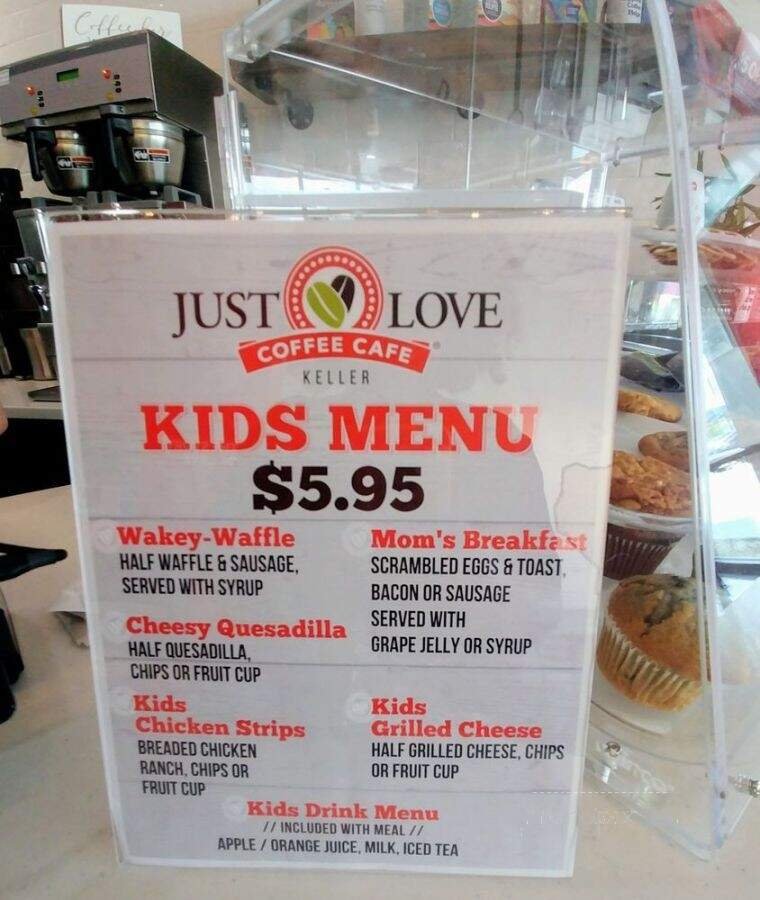 Coffee bar
JUST LOVE
COFFEE CAFE
KELLER
KIDS MENU
$5.95
Wakey-Waffle
HALF WAFFLE & SAUSAGE,
SERVED WITH SYRUP
Cheesy Quesadilla
HALF QUESADILLA,
CHIPS OR FRUIT CUP
Kids
Chicken Strips
BREADED CHICKEN
RANCH, CHIPS OR
FRUIT CUP
Mom's Breakfast
SCRAMBLED EGGS & TOAST,
BACON OR SAUSAGE
SERVED WITH
GRAPE JELLY OR SYRUP
Kids
Grilled Cheese
HALF GRILLED CHEESE, CHIPS
OR FRUIT CUP
Kids Drink Menu
// INCLUDED WITH MEAL //
APPLE / ORANGE JUICE, MILK, ICED TEA